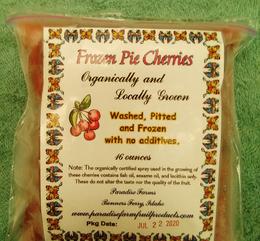 Frozen Pie Cherries
Organically and
Locally Grown
Washed, Pitted
and Frozen
with no additives.
16 ounces
Note: The organically certified spray used in the growing of
these cherries contains fish oil, sesame oil, and lecithin only.
These do not alter the taste nor the quality of the fruit.
Paradise Farms
Bonners Ferry, Idaho
www.paradisefarmfruitproducts.com
Pkg Date: JUL 22 2020